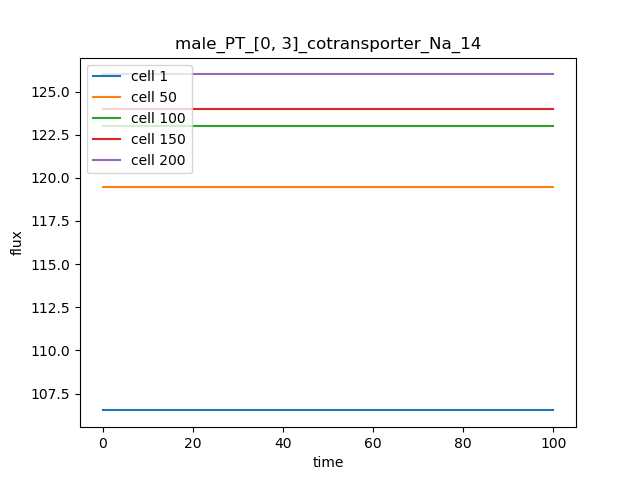 male_PT_[0, 3]_cotransporter_Na_14
cell 1
cell 50
cell 100
cell 150
cell 200
125.0
122.5
120.0
117.5
115.0
112.5
110.0
107.5
flux
0 20 40 60 80 100
time